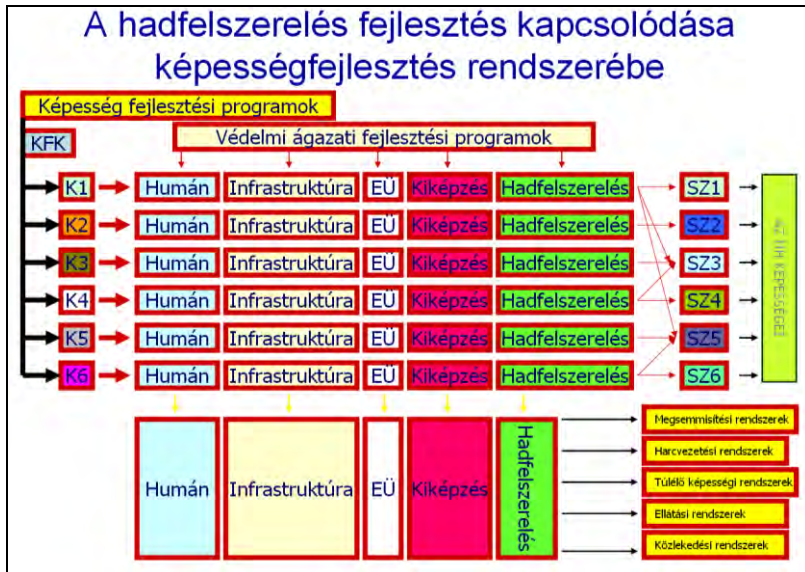 A hadfelszerelés fejlesztés kapcsolódása
képességfejlesztés rendszerébe
Képesség fejlesztési programok
KFK
Védelmi ágazati fejlesztési programok
K1 Humán Infrastruktúra EÜ Kiképzés Hadfelszerelés SZ1
K2 Humán Infrastruktúra EÜ Kiképzés Hadfelszerelés SZ2
K3 Humán Infrastruktúra EÜ Kiképzés Hadfelszerelés SZ3
K4 Humán Infrastruktúra EÜ Kiképzés Hadfelszerelés SZ4
K5 Humán Infrastruktúra EÜ Kiképzés Hadfelszerelés SZ5
K6 Humán Infrastruktúra EÜ Kiképzés Hadfelszerelés SZ6
KÉPESSÉGEI
Humán Infrastruktúra EÜ Kiképzés Hadfelszerelés
Megsemmisítési rendszerek
Harcvezetési rendszerek
Túlélő képességi rendszerek
Ellátási rendszerek
Közlekedési rendszerek